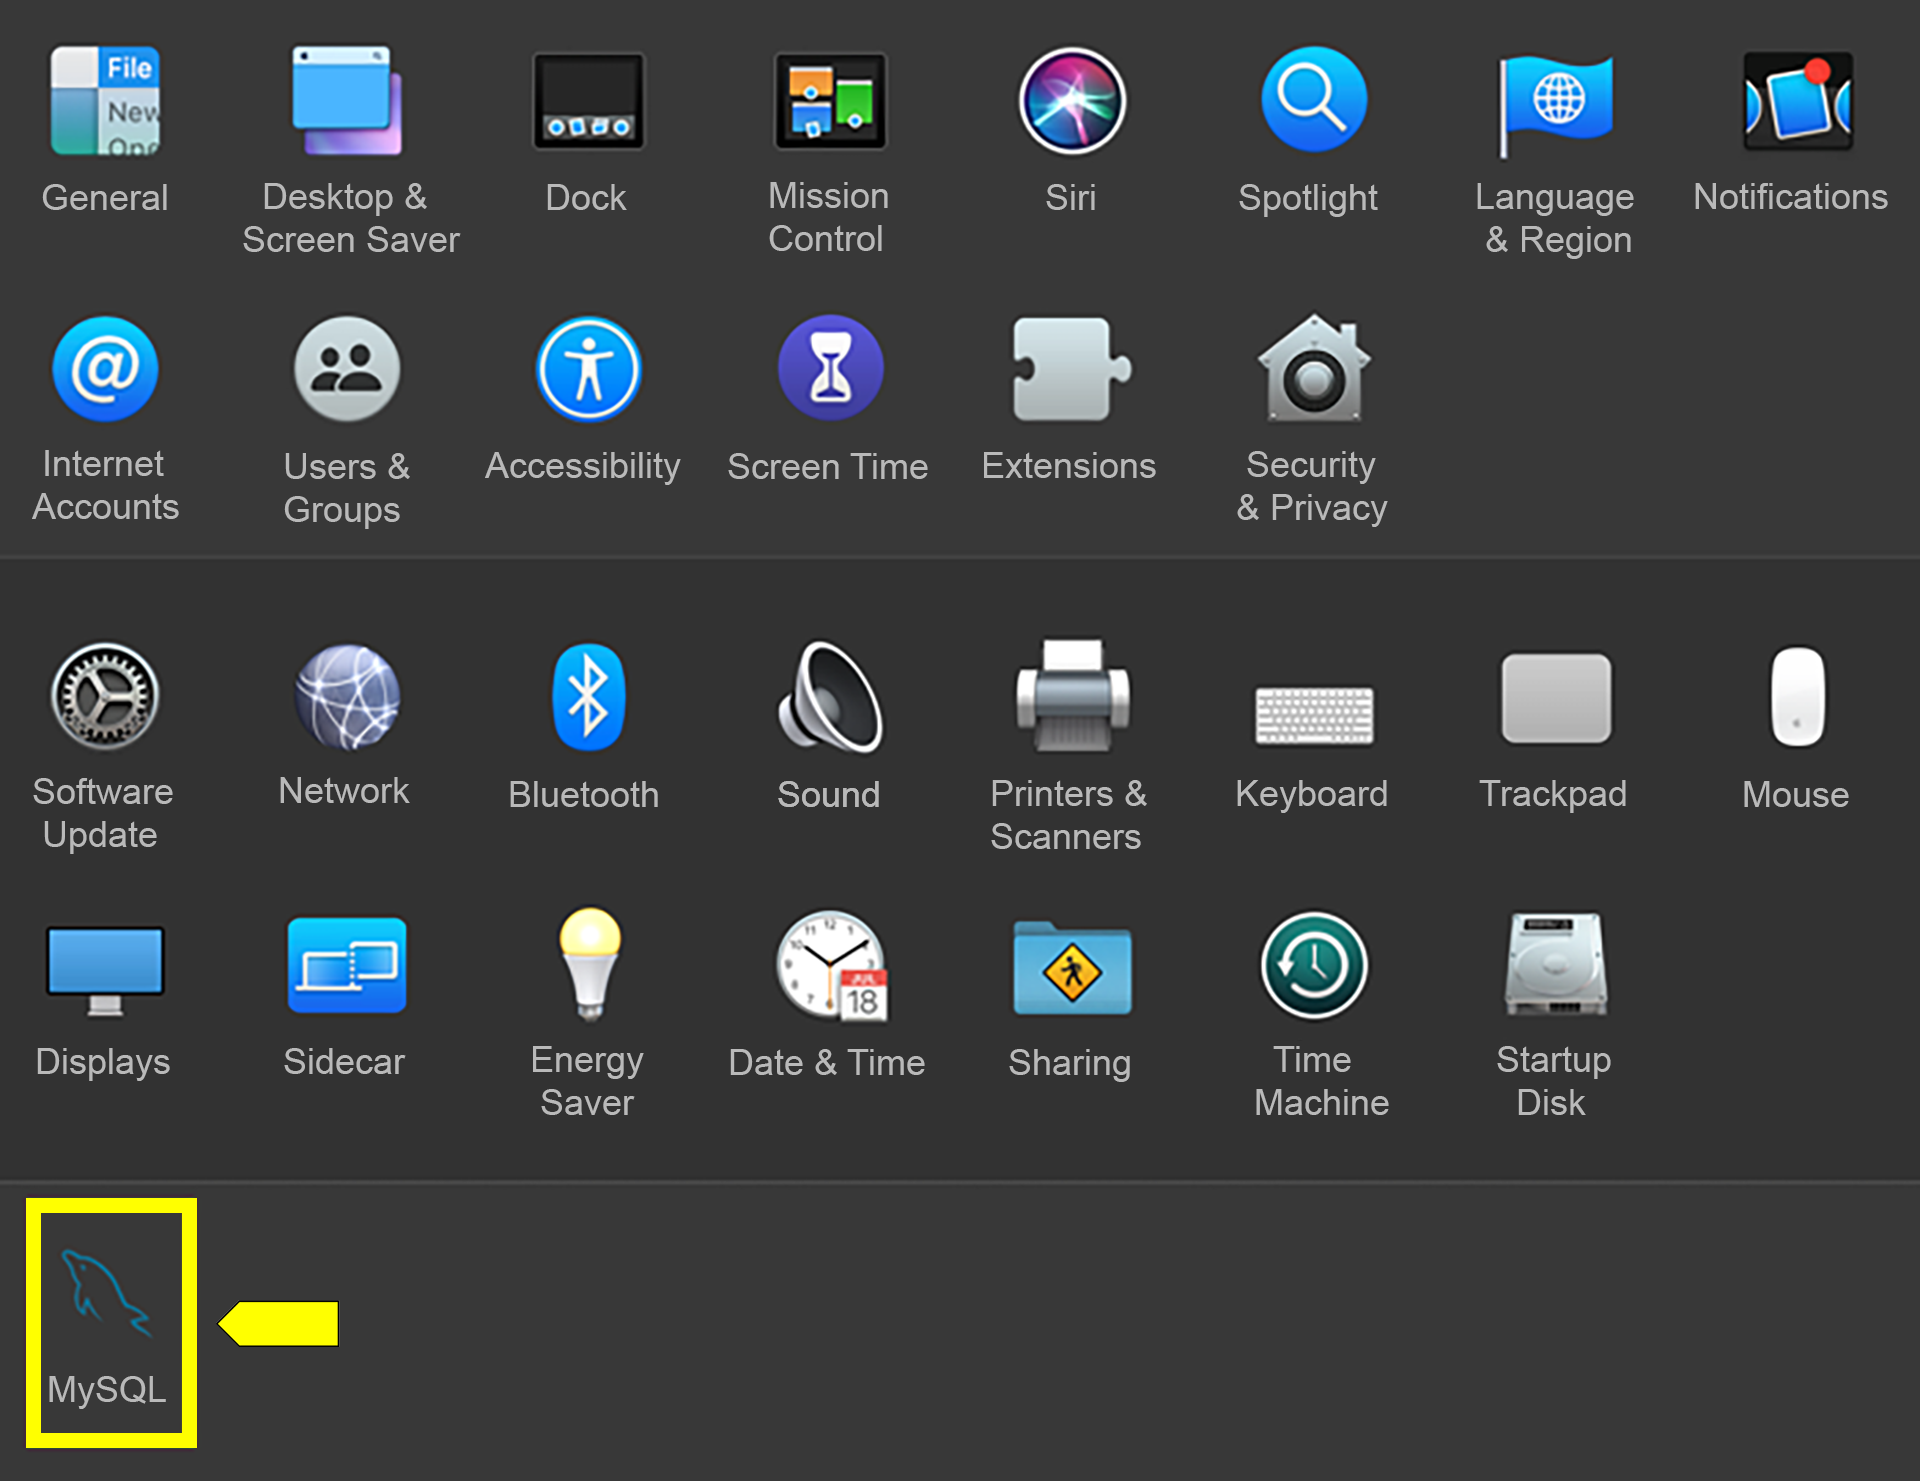 File
New
General
Desktop &
Screen Saver
Dock
Mission
Control
Siri
Spotlight
Language
& Region
Notifications
@
Internet
Accounts
Users &
Groups
Accessibility
Screen Time
Extensions
Security
& Privacy
Software
Update
Network
Bluetooth
Sound
Printers &
Scanners
Keyboard
Trackpad
Mouse
Displays
Sidecar
Energy
Saver
JUL
18
Date & Time
Sharing
Time
Machine
Startup
Disk
MySQL